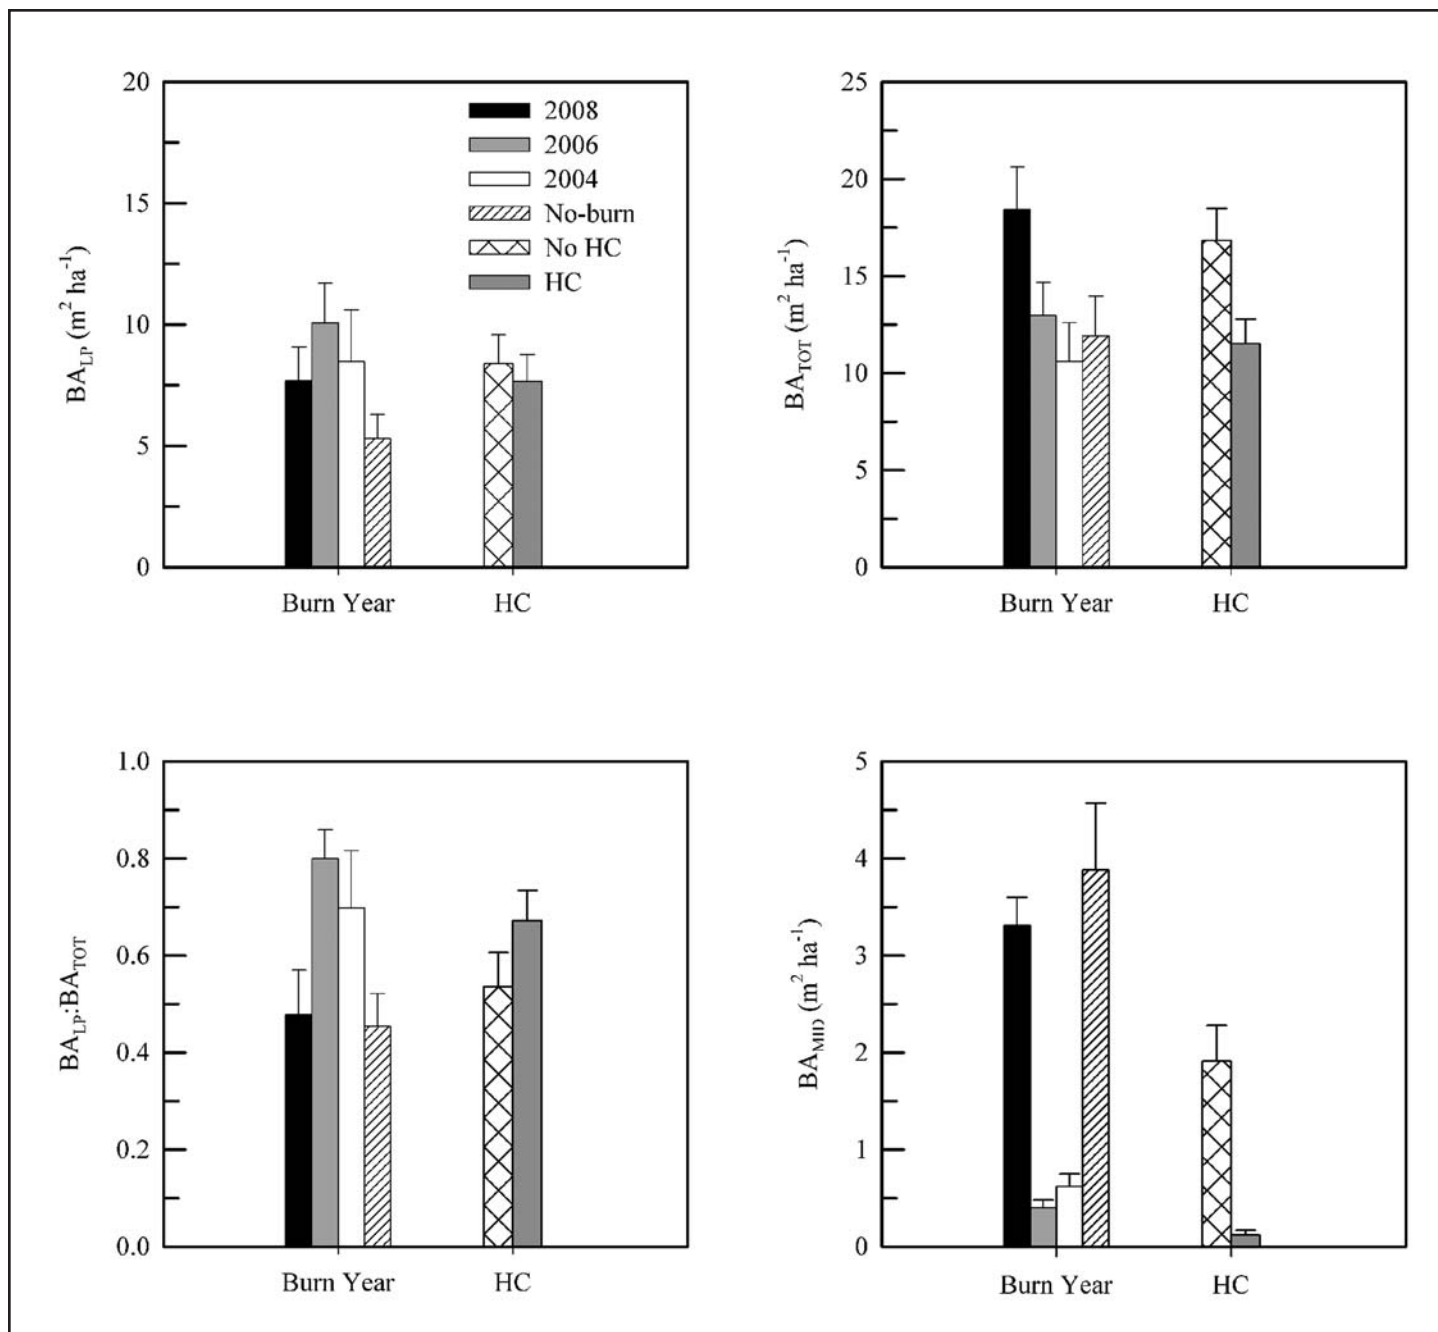 20
15
10
5
0
BA_LP (m² ha⁻¹)
2008
2006
2004
No-burn
No HC
HC
Burn Year
HC
25
20
15
10
5
0
BA_TOT (m² ha⁻¹)
Burn Year
HC
1.0
0.8
0.6
0.4
0.2
0.0
BA_LP:BA_TOT
Burn Year
HC
5
4
3
2
1
0
BA_MID (m² ha⁻¹)
Burn Year
HC